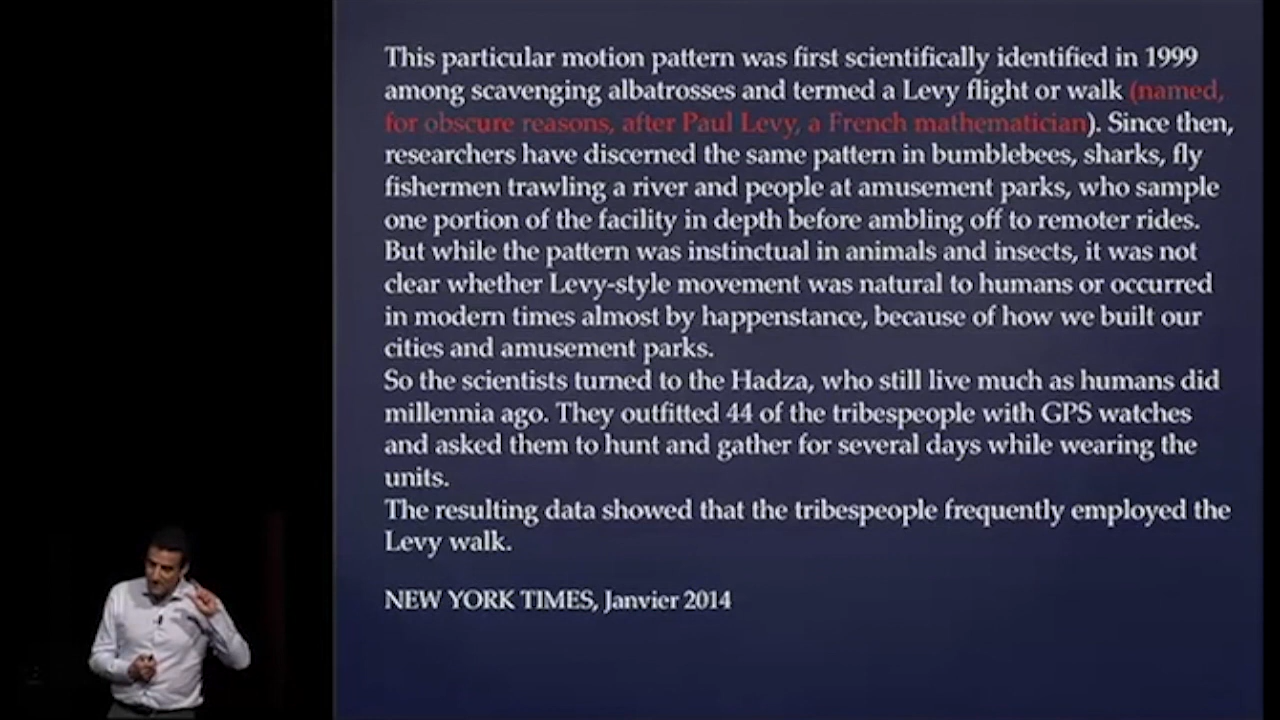 This particular motion pattern was first scientifically identified in 1999
among scavenging albatrosses and termed a Levy flight or walk (named,
for obscure reasons, after Paul Levy, a French mathematician). Since then,
researchers have discerned the same pattern in bumblebees, sharks, fly
fishermen trawling a river and people at amusement parks, who sample
one portion of the facility in depth before ambling off to remoter rides.
But while the pattern was instinctual in animals and insects, it was not
clear whether Levy-style movement was natural to humans or occurred
in modern times almost by happenstance, because of how we built our
cities and amusement parks.
So the scientists turned to the Hadza, who still live much as humans did
millennia ago. They outfitted 44 of the tribespeople with GPS watches
and asked them to hunt and gather for several days while wearing the
units.
The resulting data showed that the tribespeople frequently employed the
Levy walk.
NEW YORK TIMES, Janvier 2014